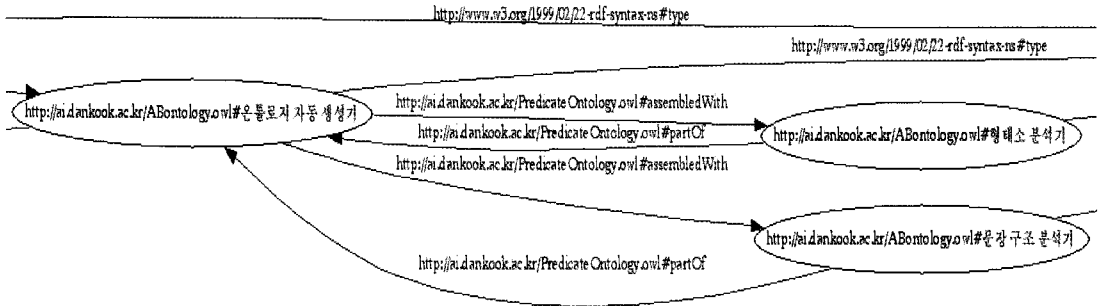 http://www.w3.org/1999/02/22-rdf-syntax-ns#type
http://www.w3.org/1999/02/22-rdf-syntax-ns#type
http://ai.dankook.ac.kr/ABontology.owl#온톨로지 자동 생성기
http://ai.dankook.ac.kr/PredicateOntology.owl#assembledWith
http://ai.dankook.ac.kr/PredicateOntology.owl#partOf
http://ai.dankook.ac.kr/ABontology.owl#형태소 분석기
http://ai.dankook.ac.kr/PredicateOntology.owl#assembledWith
http://ai.dankook.ac.kr/ABontology.owl#문장 구조 분석기
http://ai.dankook.ac.kr/PredicateOntology.owl#partOf